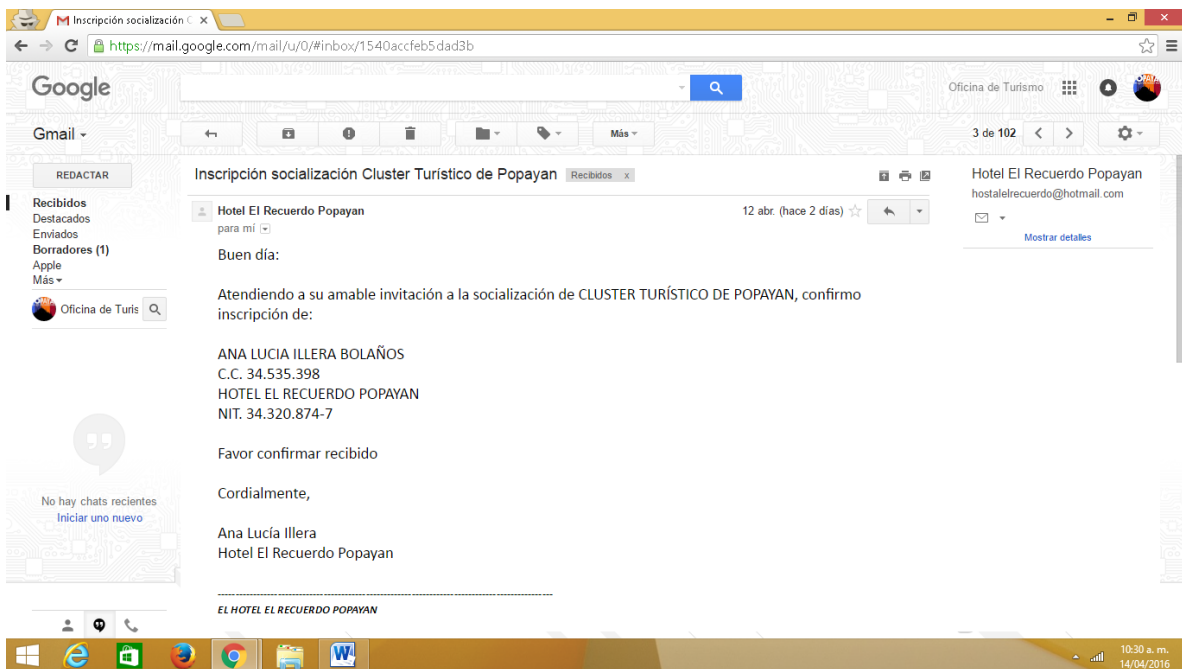 Inscripción socialización C
https://mail.google.com/mail/u/0/#inbox/1540accfeb5dad3b
Google
Oficina de Turismo
Gmail
Más
3 de 102
REDACTAR
Inscripción socialización Cluster Turístico de Popayan Recibidos x
Hotel El Recuerdo Popayan
hostalelrecuerdo@hotmail.com
Mostrar detalles
Recibidos
Destacados
Enviados
Borradores (1)
Apple
Más
Oficina de Turis
Hotel El Recuerdo Popayan
12 abr. (hace 2 días)
para mí
Buen día:
Atendiendo a su amable invitación a la socialización de CLUSTER TURÍSTICO DE POPAYAN, confirmo
inscripción de:
ANA LUCIA ILLERA BOLAÑOS
C.C. 34.535.398
HOTEL EL RECUERDO POPAYAN
NIT. 34.320.874-7
Favor confirmar recibido
Cordialmente,
Ana Lucía Illera
Hotel El Recuerdo Popayan
--------------------------------------------------------------------------------------------
EL HOTEL EL RECUERDO POPAYAN
No hay chats recientes
Iniciar uno nuevo
10:30 a. m.
14/04/2016